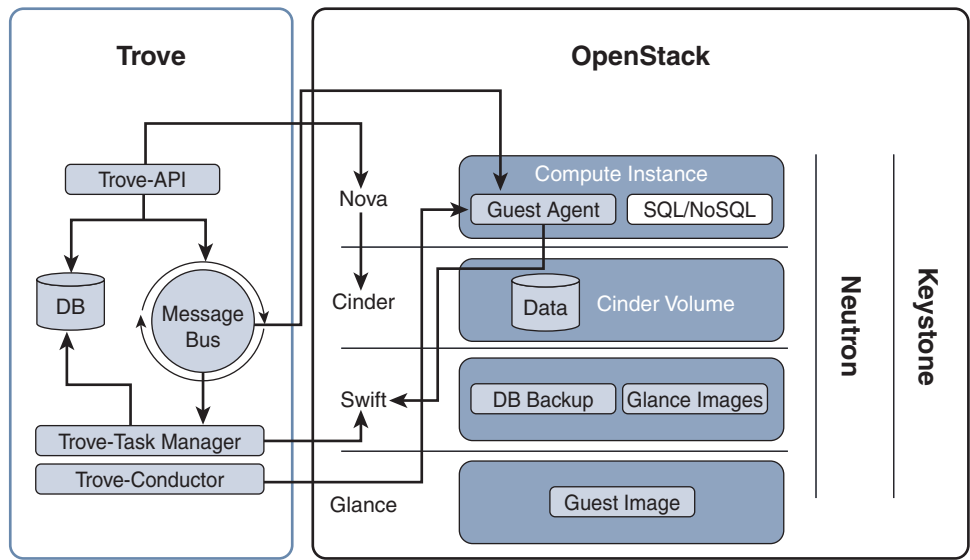 Trove
OpenStack
Trove-API
DB
Message
Bus
Trove-Task Manager
Trove-Conductor
Nova
Compute Instance
Guest Agent
SQL/NoSQL
Cinder
Data
Cinder Volume
Swift
DB Backup
Glance Images
Glance
Guest Image
Neutron
Keystone